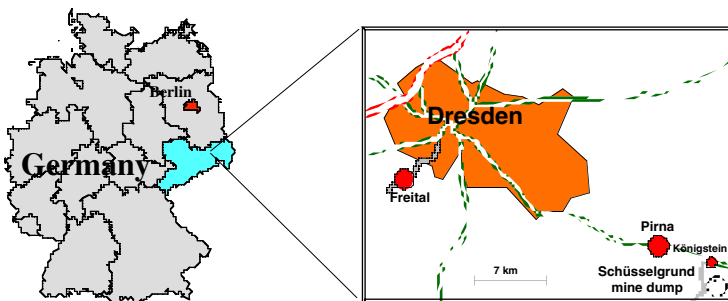 Berlin
Germany
Dresden
Freital
Pirna
Königstein
Schüsselgrund
mine dump
7 km